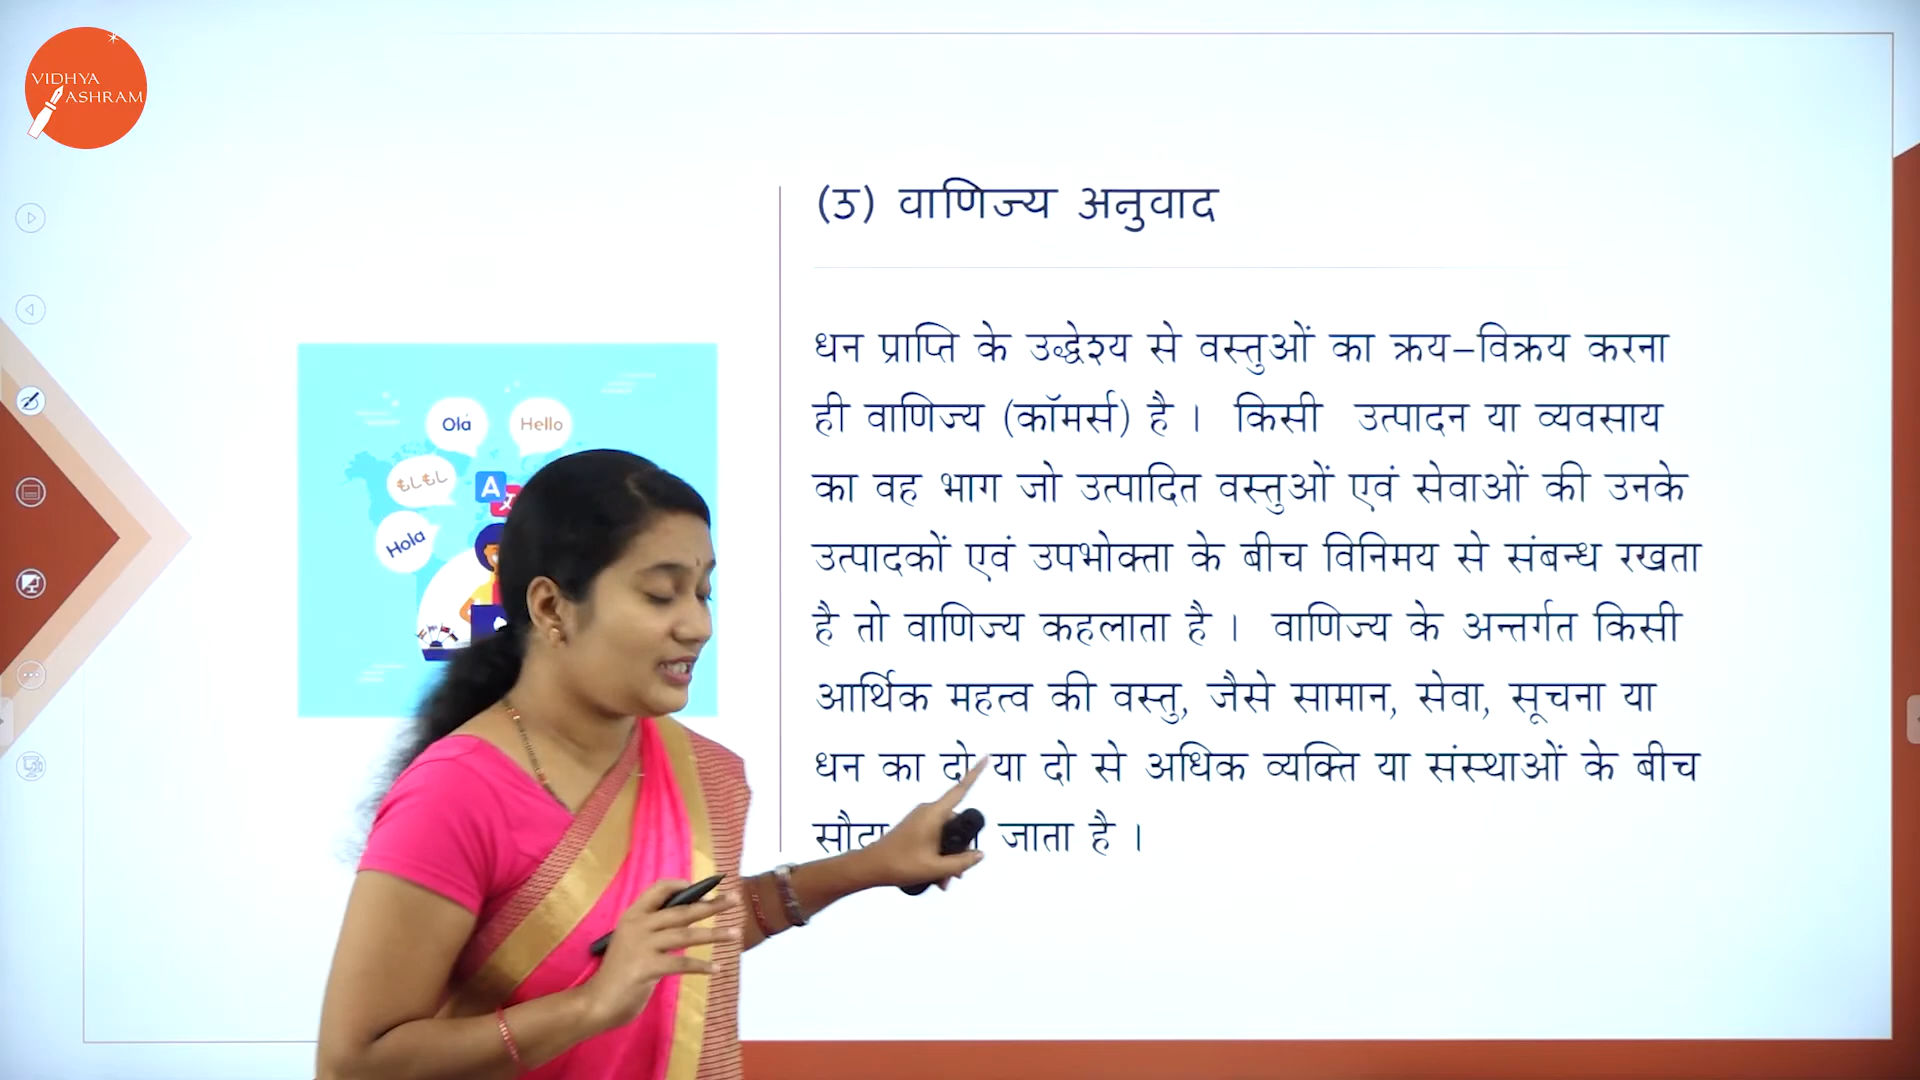 VIDHYA
ASHRAM
(उ) वाणिज्य अनुवाद
धन प्राप्ति के उद्धेश्य से वस्तुओं का क्रय-विक्रय करना
ही वाणिज्य (कॉमर्स) है । किसी उत्पादन या व्यवसाय
का वह भाग जो उत्पादित वस्तुओं एवं सेवाओं की उनके
उत्पादकों एवं उपभोक्ता के बीच विनिमय से संबन्ध रखता
है तो वाणिज्य कहलाता है । वाणिज्य के अन्तर्गत किसी
आर्थिक महत्व की वस्तु, जैसे सामान, सेवा, सूचना या
धन का दो या दो से अधिक व्यक्ति या संस्थाओं के बीच
जाता है ।
Olá
Hello
もしもし
A
Hola